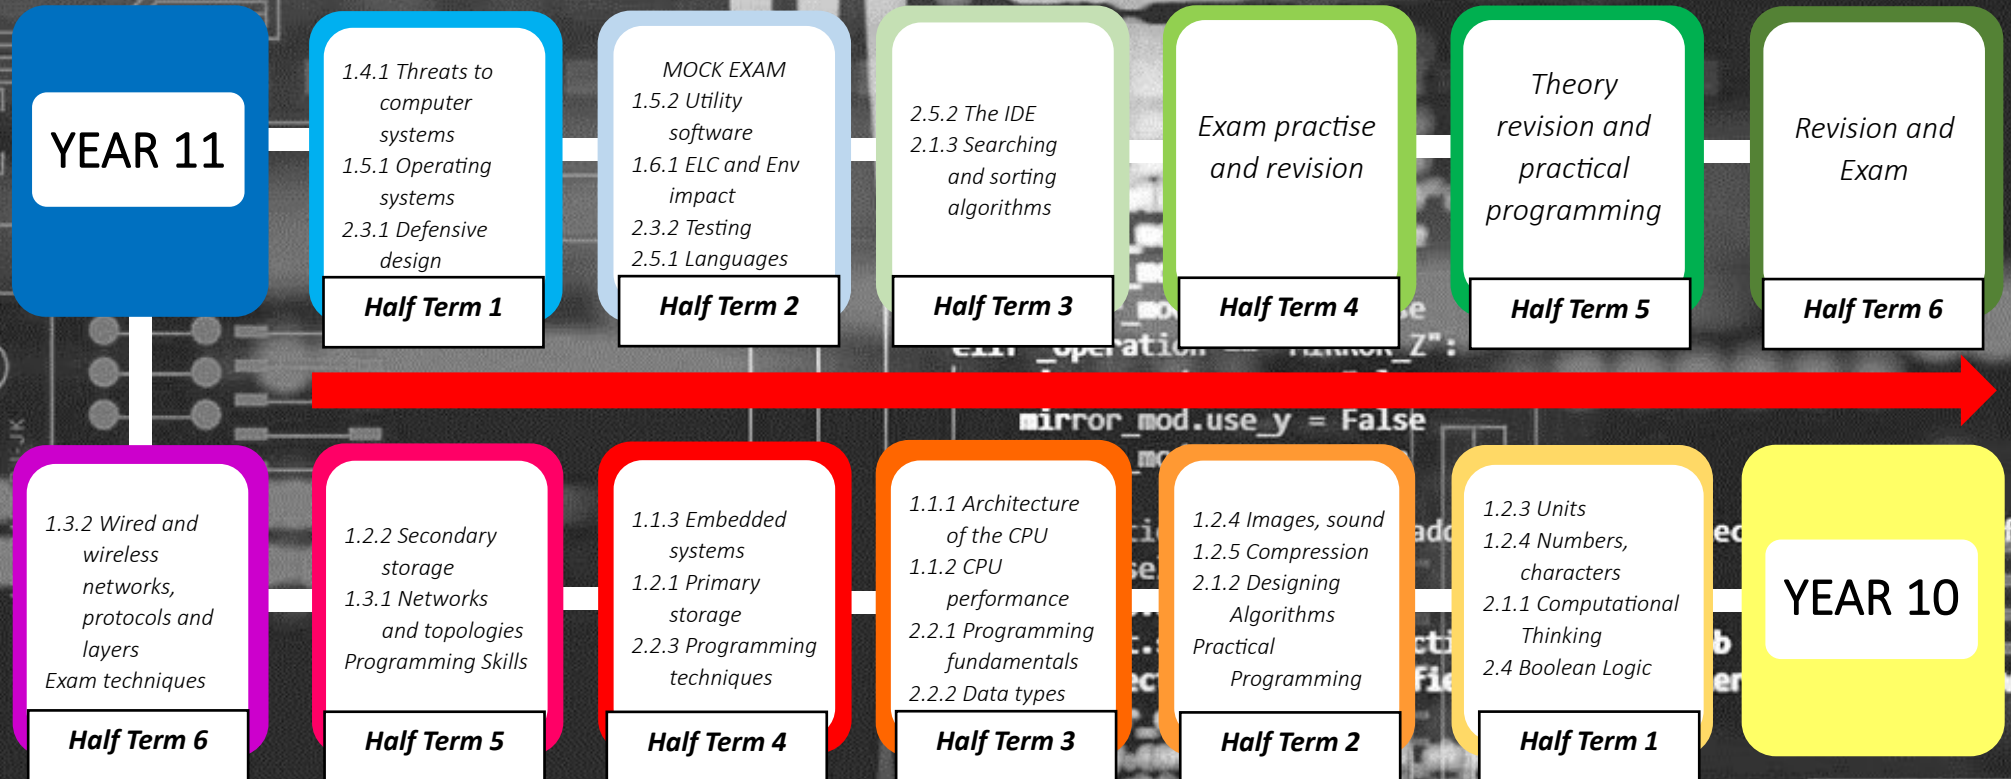 YEAR 11
1.4.1 Threats to
computer
systems
1.5.1 Operating
systems
2.3.1 Defensive
design
Half Term 1
MOCK EXAM
1.5.2 Utility
software
1.6.1 ELC and Env
impact
2.3.2 Testing
2.5.1 Languages
Half Term 2
2.5.2 The IDE
2.1.3 Searching
and sorting
algorithms
Half Term 3
Exam practise
and revision
Half Term 4
Theory
revision and
practical
programming
Half Term 5
Revision and
Exam
Half Term 6
mirror_mod.use_y = False
1.3.2 Wired and
wireless
networks,
protocols and
layers
Exam techniques
Half Term 6
1.2.2 Secondary
storage
1.3.1 Networks
and topologies
Programming Skills
Half Term 5
1.1.3 Embedded
systems
1.2.1 Primary
storage
2.2.3 Programming
techniques
Half Term 4
1.1.1 Architecture
of the CPU
1.1.2 CPU
performance
2.2.1 Programming
fundamentals
2.2.2 Data types
Half Term 3
1.2.4 Images, sound
1.2.5 Compression
2.1.2 Designing
Algorithms
Practical
Programming
Half Term 2
1.2.3 Units
1.2.4 Numbers,
characters
2.1.1 Computational
Thinking
2.4 Boolean Logic
Half Term 1
YEAR 10